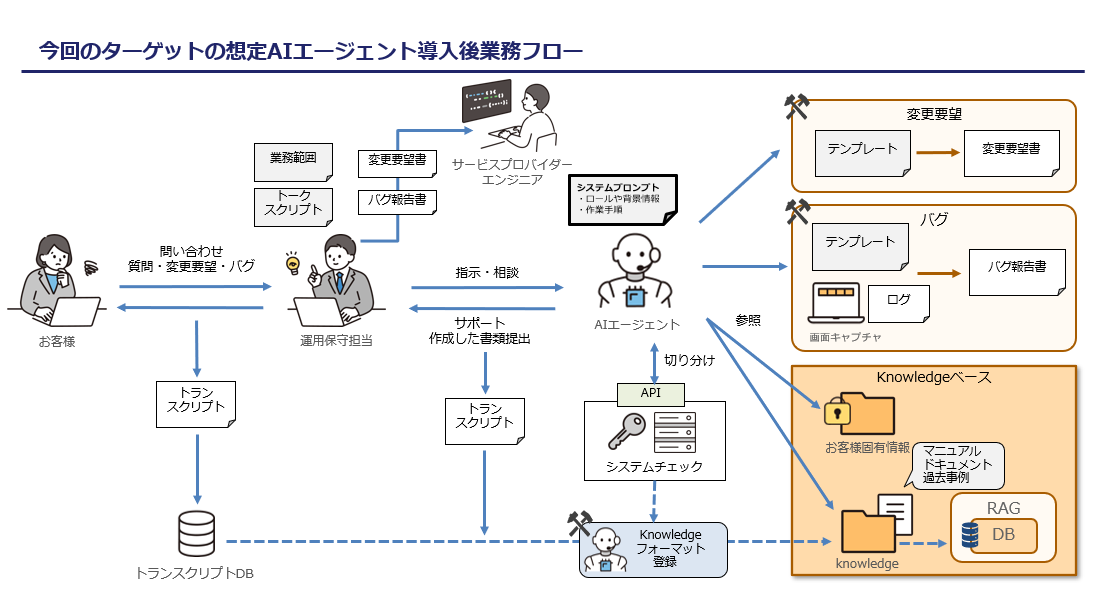 今回のターゲットの想定AIエージェント導入後業務フロー
業務範囲
トーク
スクリプト
変更要望書
バグ報告書
サービスプロバイダー
エンジニア
システムプロンプト
・ロールや背景情報
・作業手順
変更要望
テンプレート
変更要望書
バグ
テンプレート
バグ報告書
ログ
画面キャプチャ
問い合わせ
質問・変更要望・バグ
お客様
運用保守担当
指示・相談
サポート
作成した書類提出
AIエージェント
参照
切り分け
API
システムチェック
トラン
スクリプト
トラン
スクリプト
Knowledgeベース
お客様固有情報
マニュアル
ドキュメント
過去事例
RAG
DB
knowledge
Knowledge
フォーマット
登録
トランスクリプトDB